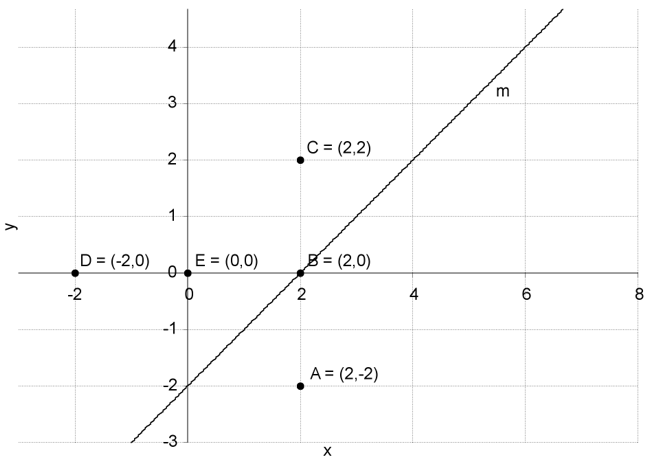 4
m
3
C = (2,2)
2
1
y
D = (-2,0)
0
E = (0,0)
B = (2,0)
-2
0
2
4
6
8
-1
A = (2,-2)
-2
-3
x